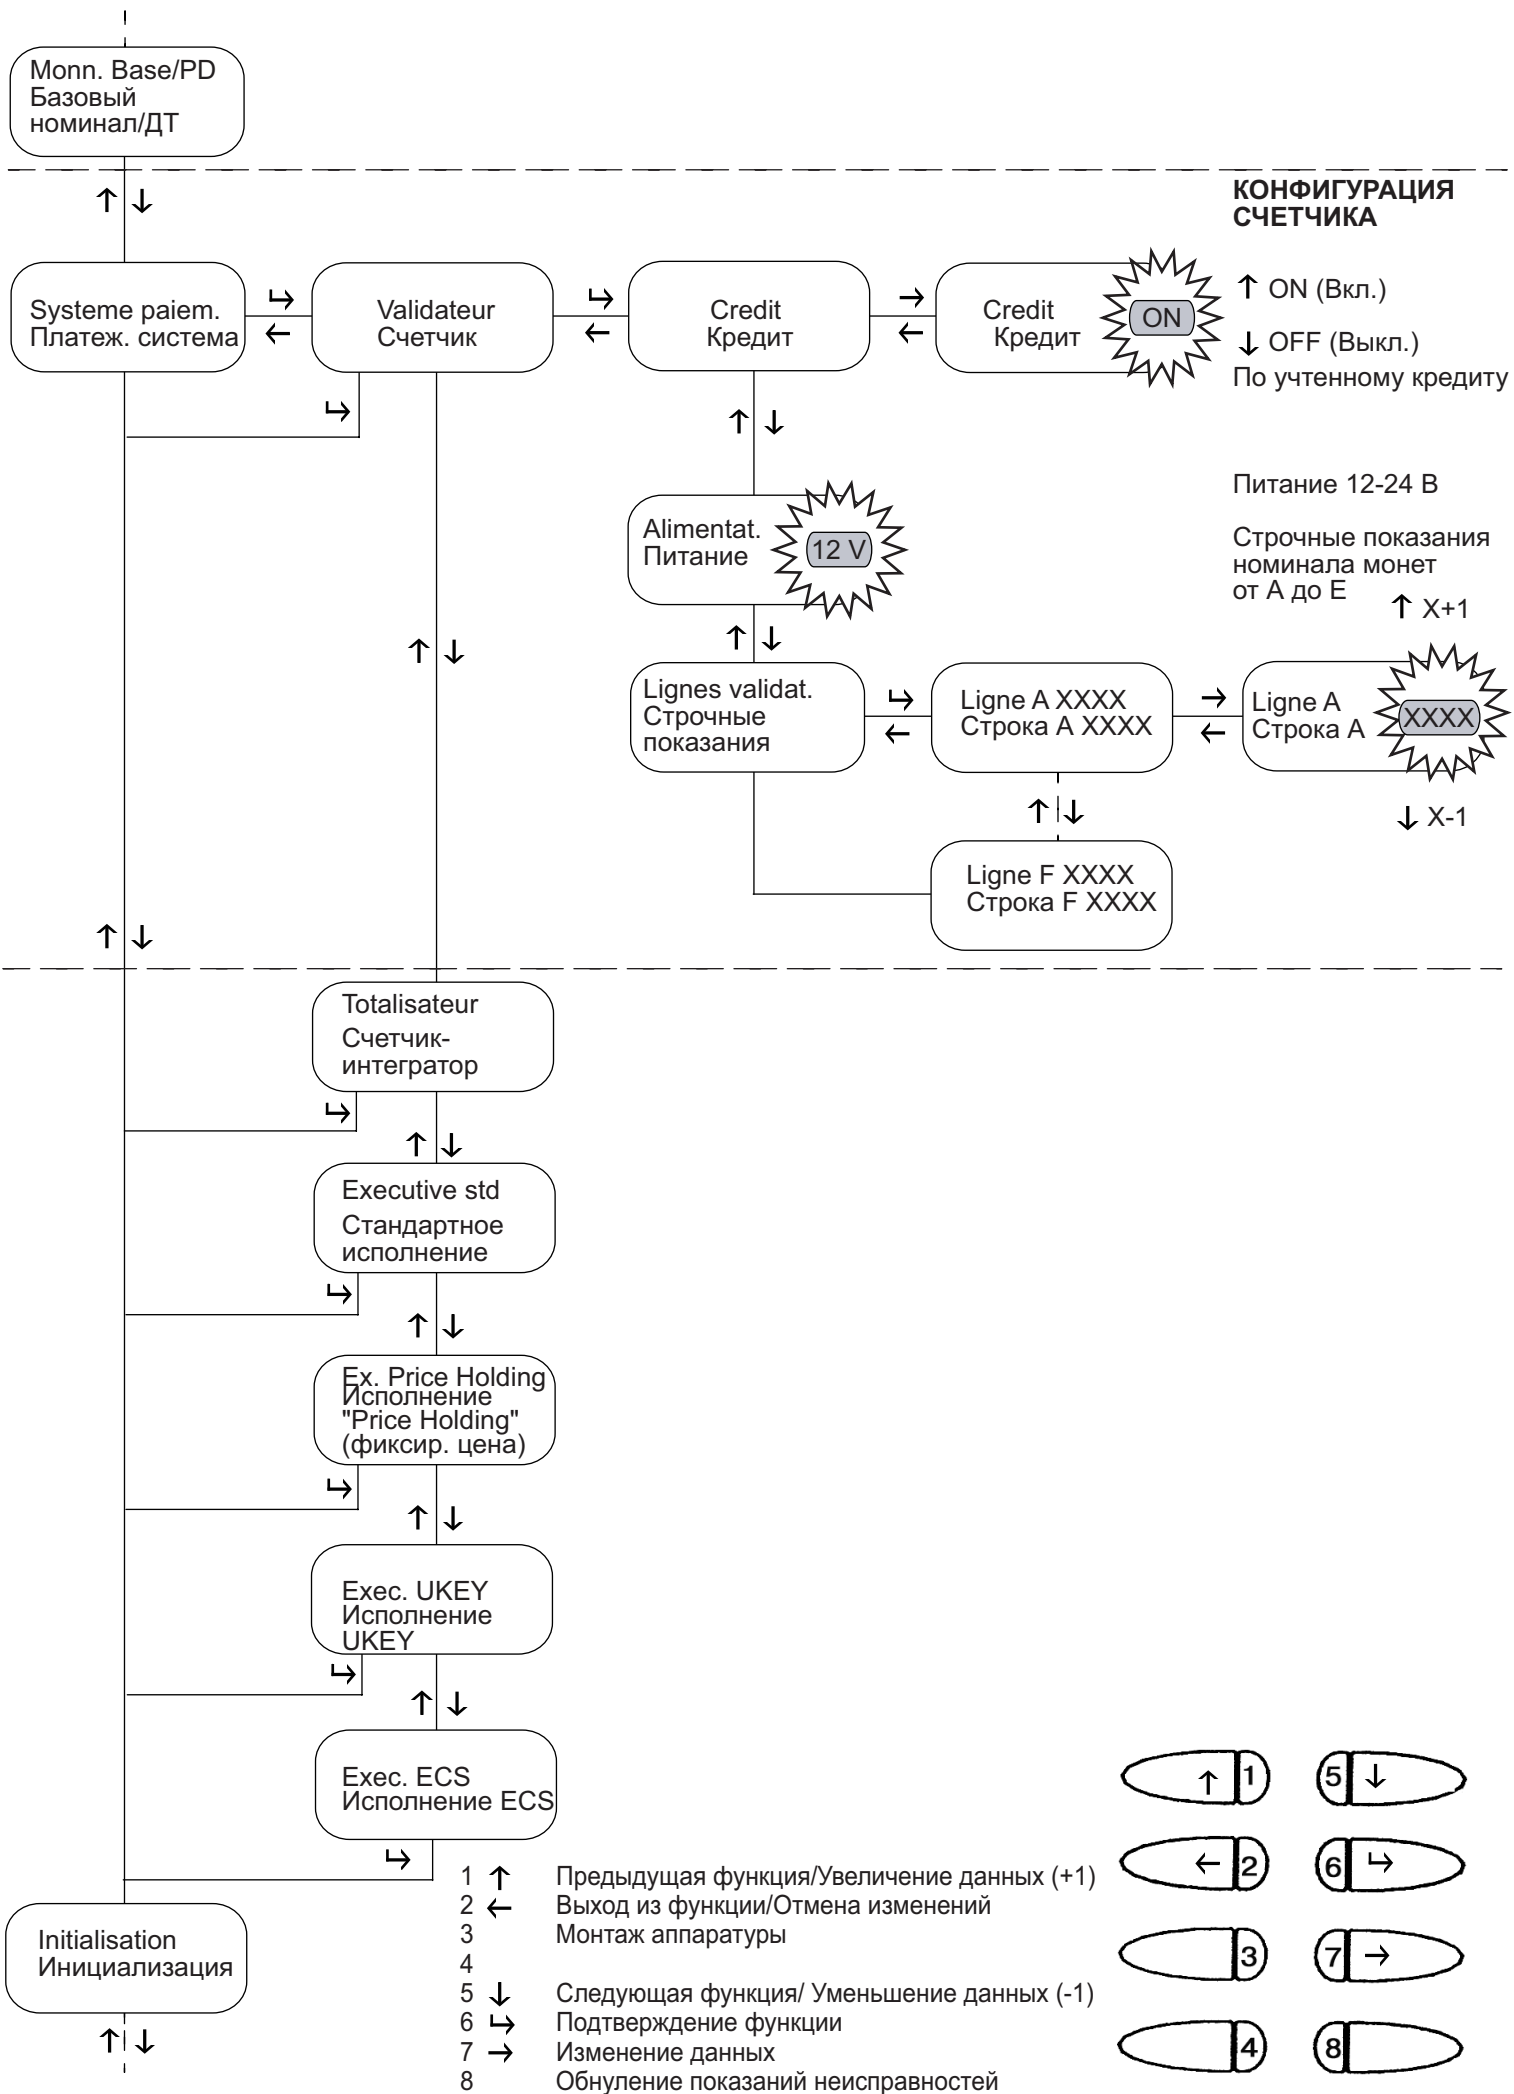 Monn. Base/PD
Базовый
номинал/ДТ
↑ ↓
КОНФИГУРАЦИЯ
СЧЕТЧИКА
Systeme paiem.
Платеж. система
Validateur
Счетчик
Credit
Кредит
Credit
Кредит
ON
↑ ON (Вкл.)
↓ OFF (Выкл.)
По учтенному кредиту
Alimentat.
Питание
12 V
Питание 12-24 В
Строчные показания
номинала монет
от А до Е
↑ X+1
Lignes validat.
Строчные
показания
Ligne A XXXX
Строка A XXXX
Ligne A
Строка A
XXXX
↓ X-1
Ligne F XXXX
Строка F XXXX
Totalisateur
Счетчик-
интегратор
Executive std
Стандартное
исполнение
Ex. Price Holding
Исполнение
"Price Holding"
(фиксир. цена)
Exec. UKEY
Исполнение
UKEY
Exec. ECS
Исполнение ECS
Initialisation
Инициализация
1 ↑ Предыдущая функция/Увеличение данных (+1)
2 ← Выход из функции/Отмена изменений
3 Монтаж аппаратуры
4
5 ↓ Следующая функция/ Уменьшение данных (-1)
6 ↳ Подтверждение функции
7 → Изменение данных
8 Обнуление показаний неисправностей
↑ 1 5 ↓
← 2 6 ↳
3 7 →
4 8